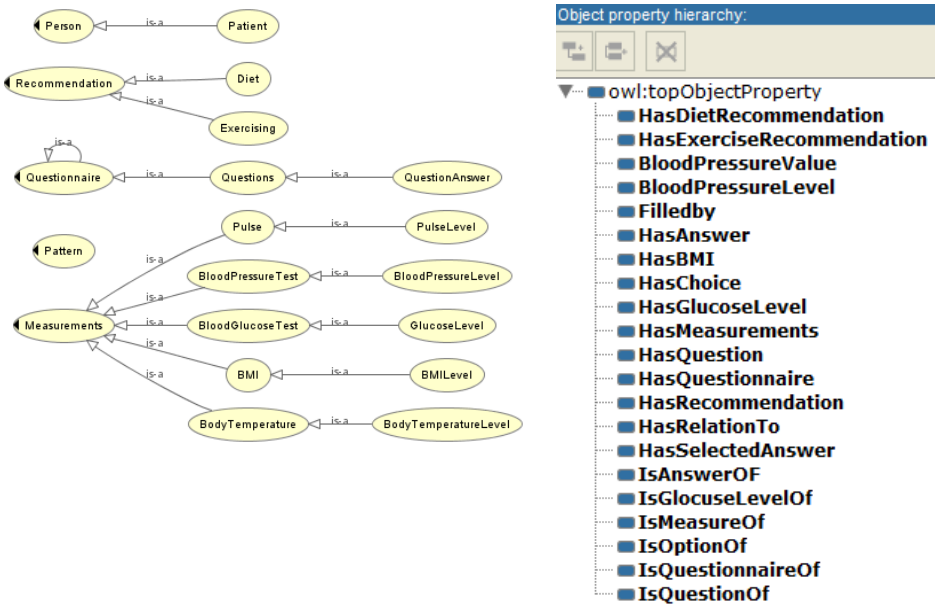 Person
is-a
Patient
Recommendation
is-a
Diet
is-a
Exercising
is-a
Questionnaire
is-a
Questions
is-a
QuestionAnswer
Pattern
Pulse
is-a
PulseLevel
is-a
BloodPressureTest
is-a
BloodPressureLevel
is-a
Measurements
is-a
BloodGlucoseTest
is-a
GlucoseLevel
is-a
BMI
is-a
BMILevel
is-a
BodyTemperature
is-a
BodyTemperatureLevel
Object property hierarchy:
owl:topObjectProperty
HasDietRecommendation
HasExerciseRecommendation
BloodPressureValue
BloodPressureLevel
Filledby
HasAnswer
HasBMI
HasChoice
HasGlucoseLevel
HasMeasurements
HasQuestion
HasQuestionnaire
HasRecommendation
HasRelationTo
HasSelectedAnswer
IsAnswerOF
IsGlocuseLevelOf
IsMeasureOf
IsOptionOf
IsQuestionnaireOf
IsQuestionOf